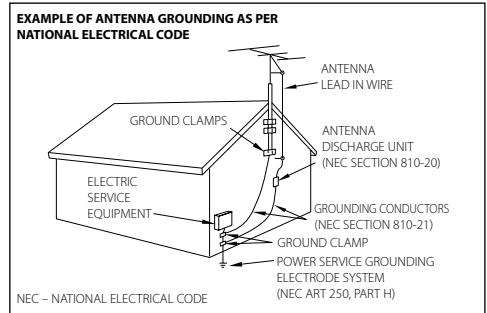 EXAMPLE OF ANTENNA GROUNDING AS PER
NATIONAL ELECTRICAL CODE
ANTENNA
LEAD IN WIRE
GROUND CLAMPS
ANTENNA
DISCHARGE UNIT
(NEC SECTION 810-20)
ELECTRIC
SERVICE
EQUIPMENT
GROUNDING CONDUCTORS
(NEC SECTION 810-21)
GROUND CLAMP
POWER SERVICE GROUNDING
ELECTRODE SYSTEM
(NEC ART 250, PART H)
NEC – NATIONAL ELECTRICAL CODE